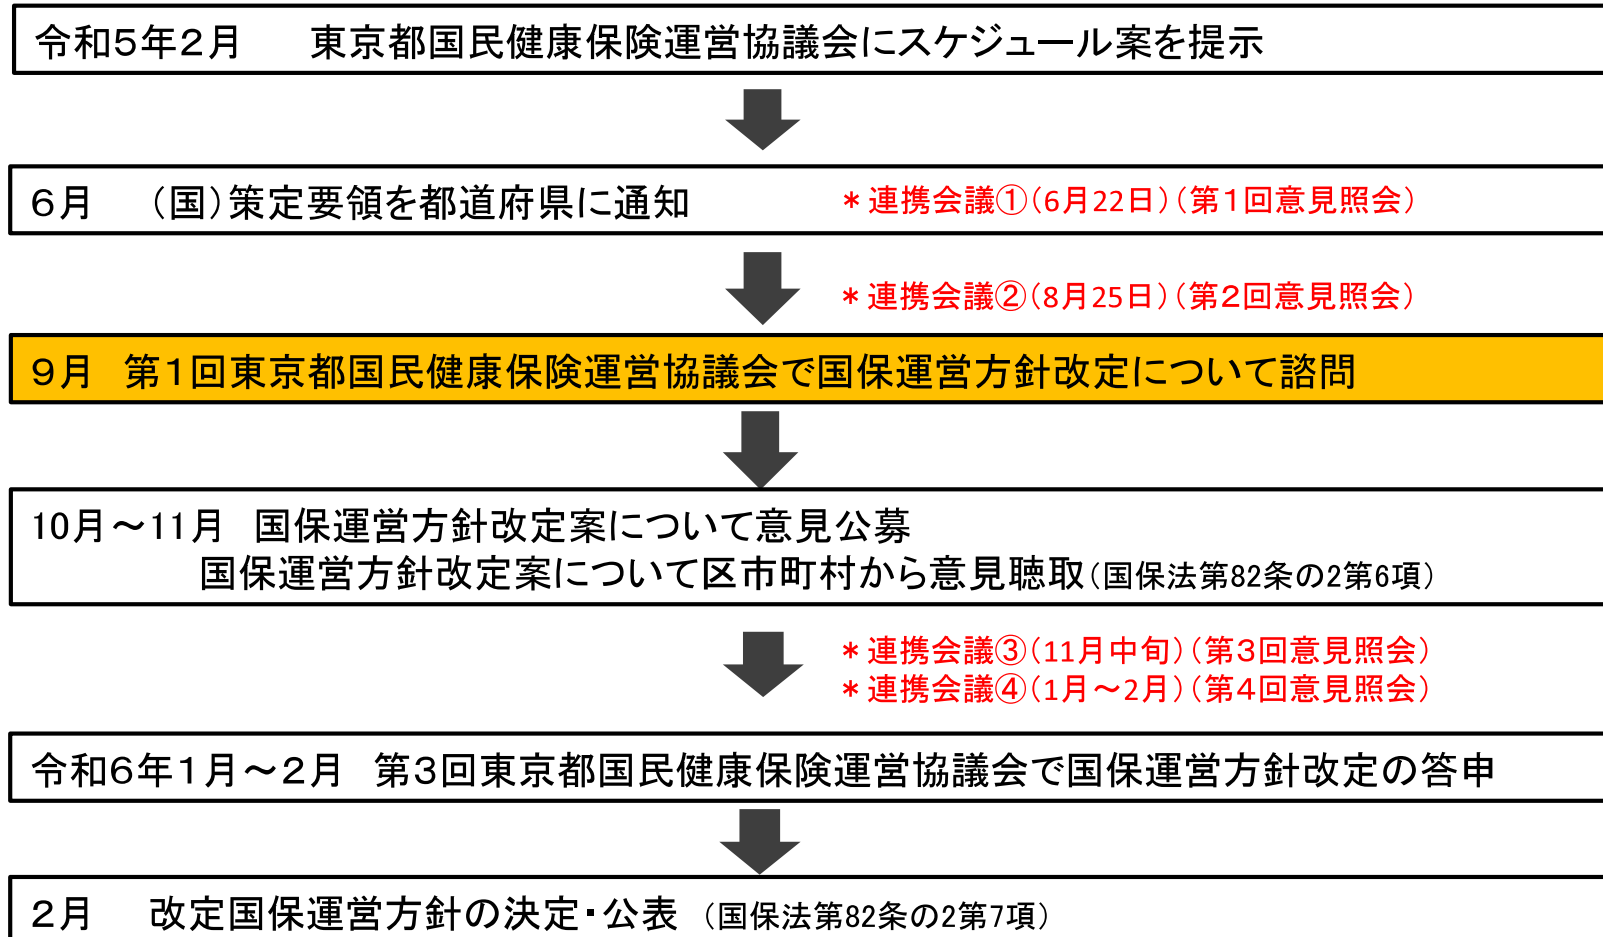 令和5年2月　　東京都国民健康保険運営協議会にスケジュール案を提示
6月　（国）策定要領を都道府県に通知　　＊連携会議①（6月22日）（第1回意見照会）
＊連携会議②（8月25日）（第2回意見照会）
9月　第1回東京都国民健康保険運営協議会で国保運営方針改定について諮問
10月～11月　国保運営方針改定案について意見公募
国保運営方針改定案について区市町村から意見聴取（国保法第82条の2第6項）
＊連携会議③（11月中旬）（第3回意見照会）
＊連携会議④（1月～2月）（第4回意見照会）
令和6年1月～2月　第3回東京都国民健康保険運営協議会で国保運営方針改定の答申
2月　　改定国保運営方針の決定・公表（国保法第82条の2第7項）